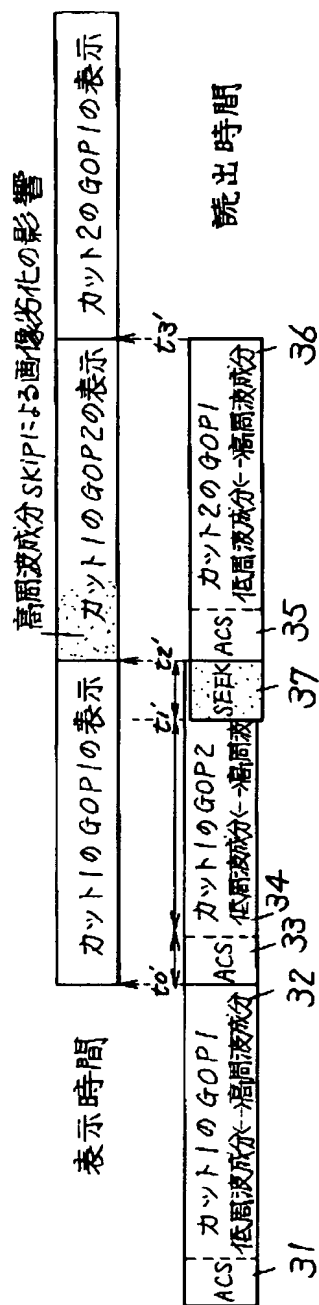 高周波成分SKIPによる画像劣化の影響
表示時間
カット1のGOP1の表示
カット1のGOP2の表示
カット2のGOP1の表示
to'
t1'
t2'
t3'
読出時間
ACS
カット1のGOP1
低周波成分←→高周波成分
ACS
カット1のGOP2
低周波成分←→高周波
SEEK
ACS
カット2のGOP1
低周波成分←→高周波成分
31
32
33
34
37
35
36